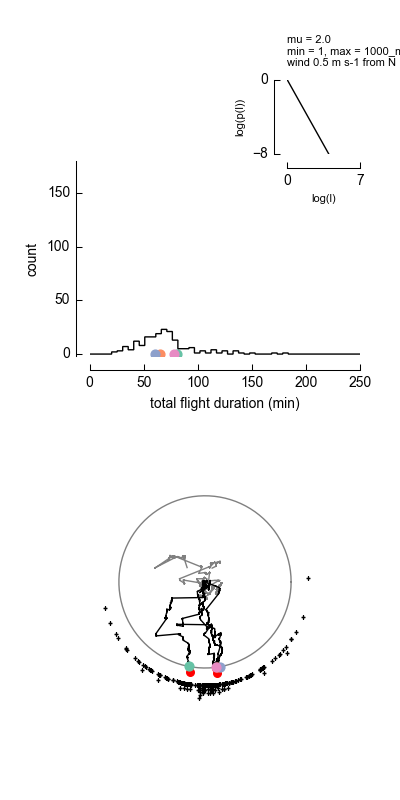 mu = 2.0
min = 1, max = 1000_m
wind 0.5 m s-1 from N
0
log(p(l))
−8
0 7
log(l)
150
100
50
0
count
0 50 100 150 200 250
total flight duration (min)